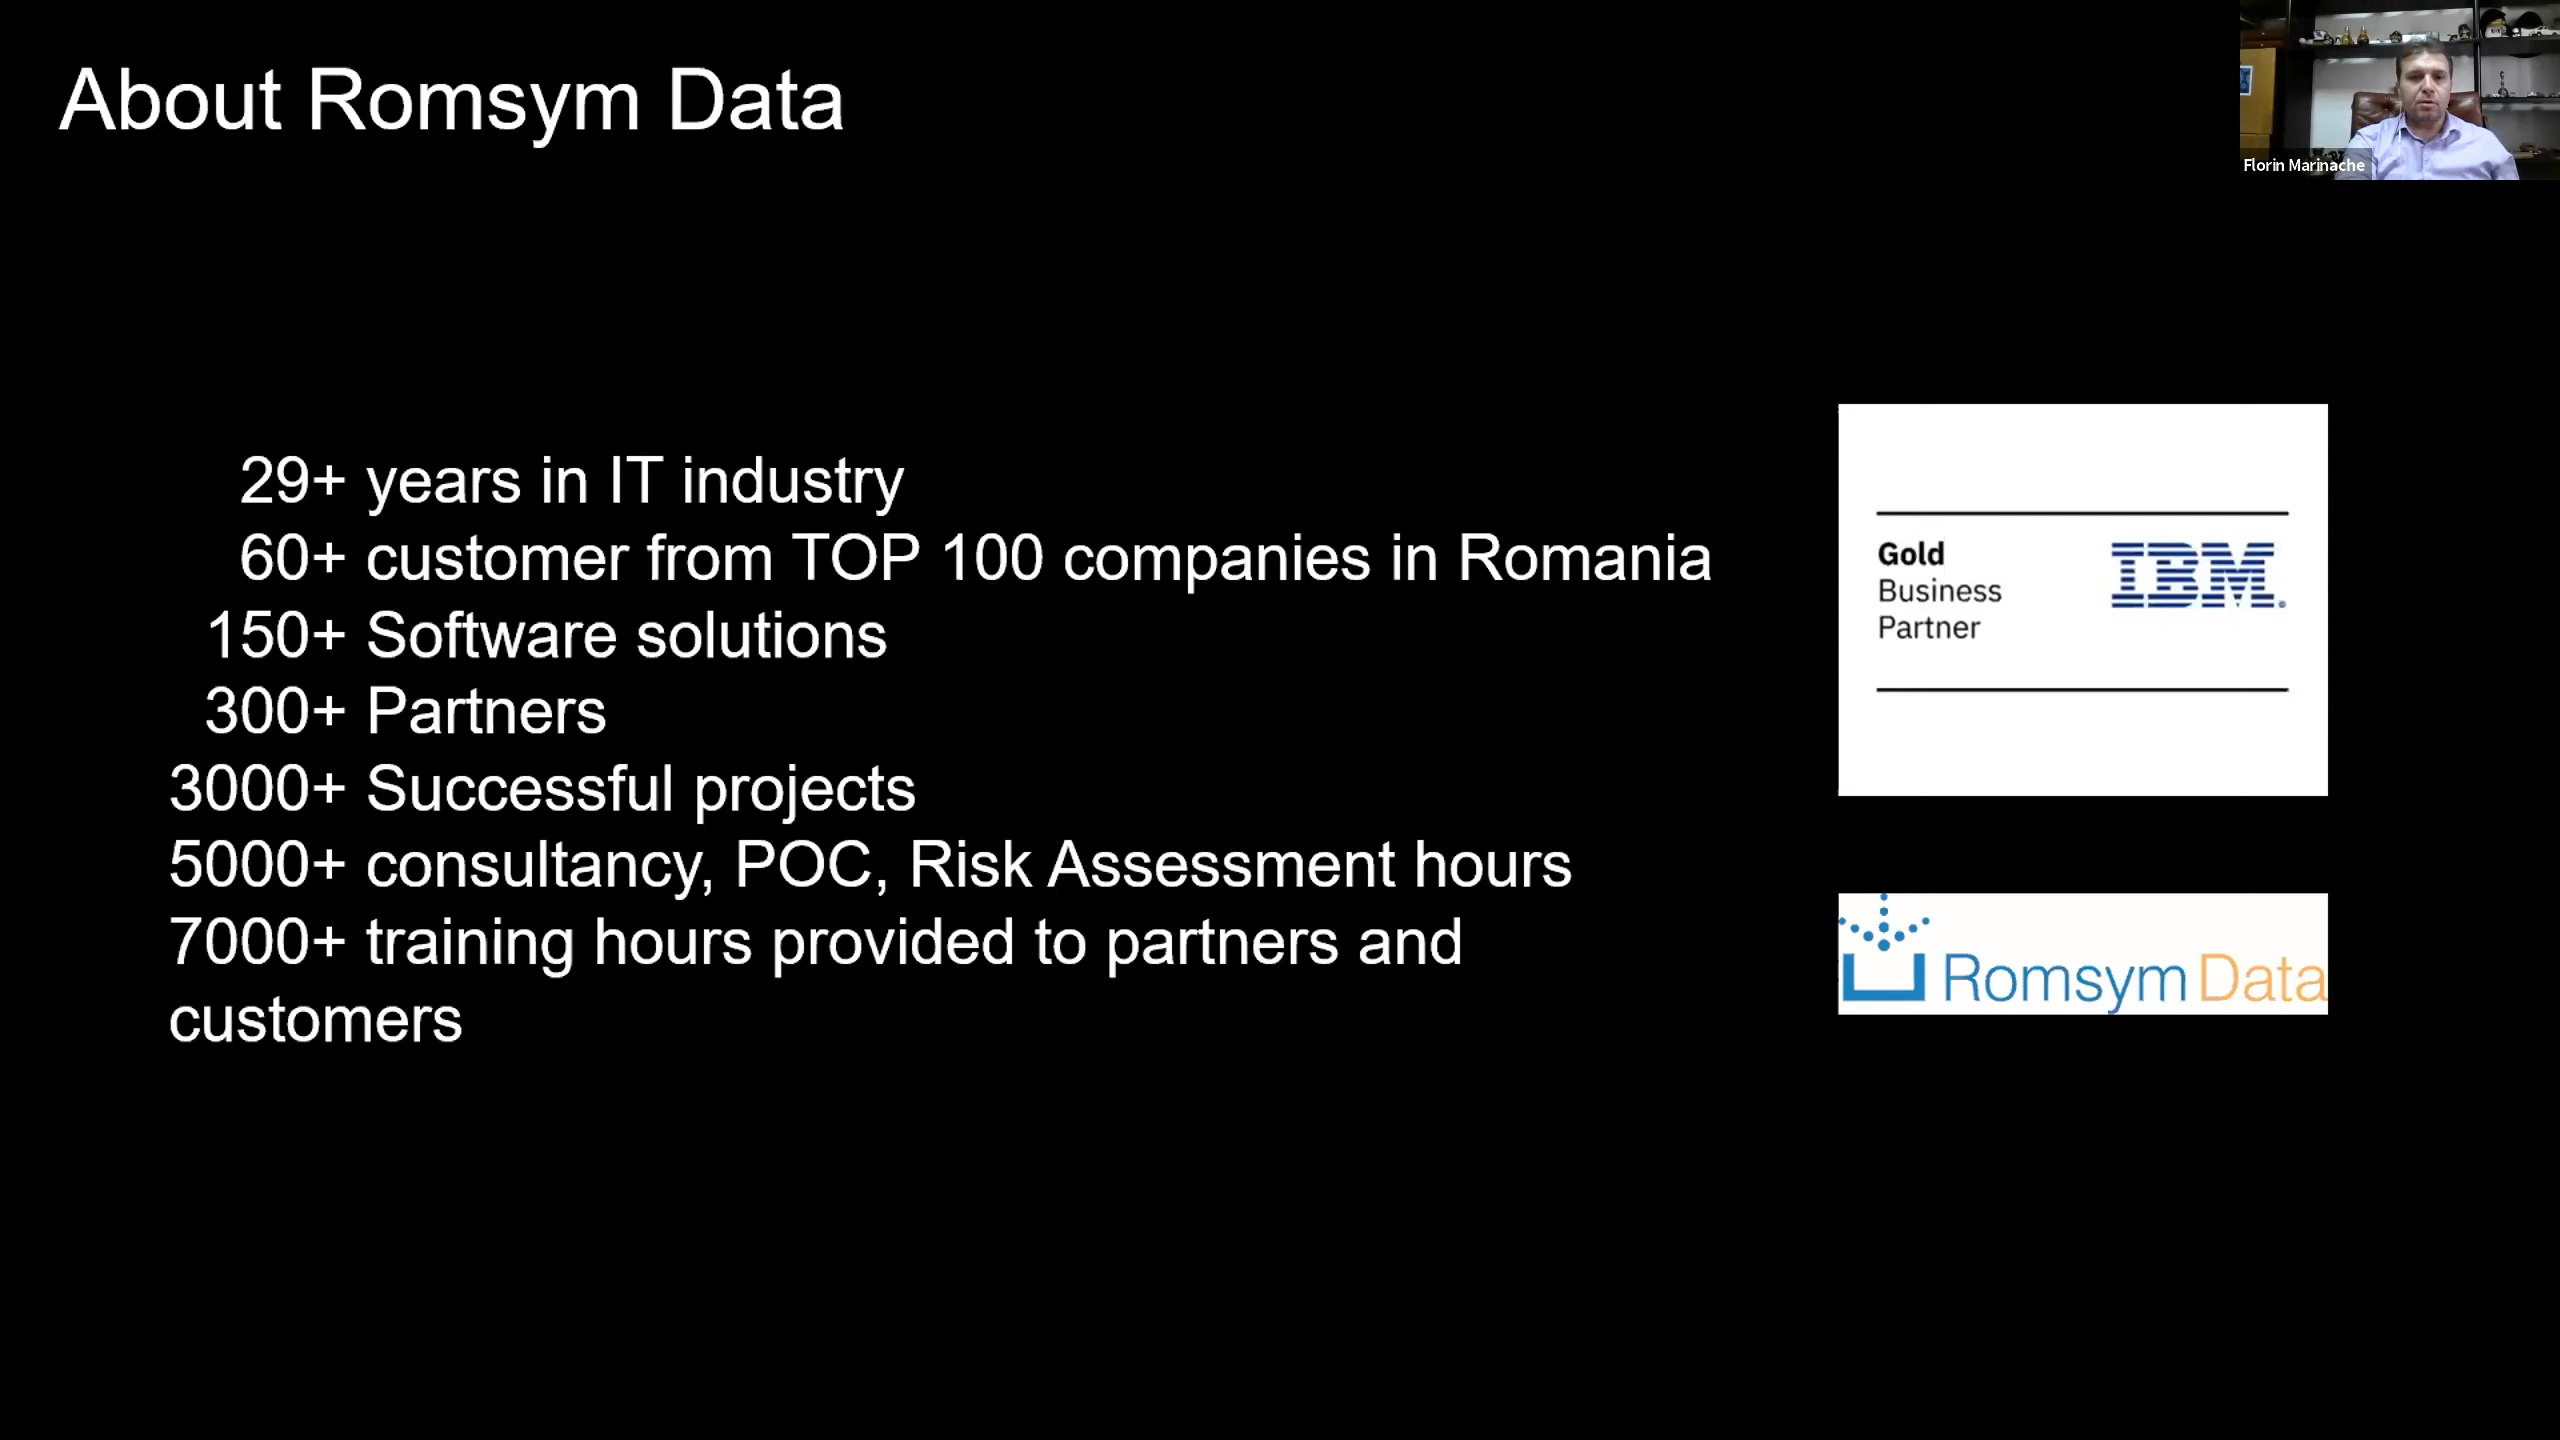 About Romsym Data
Florin Marinache
29+ years in IT industry
60+ customer from TOP 100 companies in Romania
150+ Software solutions
300+ Partners
3000+ Successful projects
5000+ consultancy, POC, Risk Assessment hours
7000+ training hours provided to partners and
customers
Gold
Business
Partner
IBM
Romsym Data